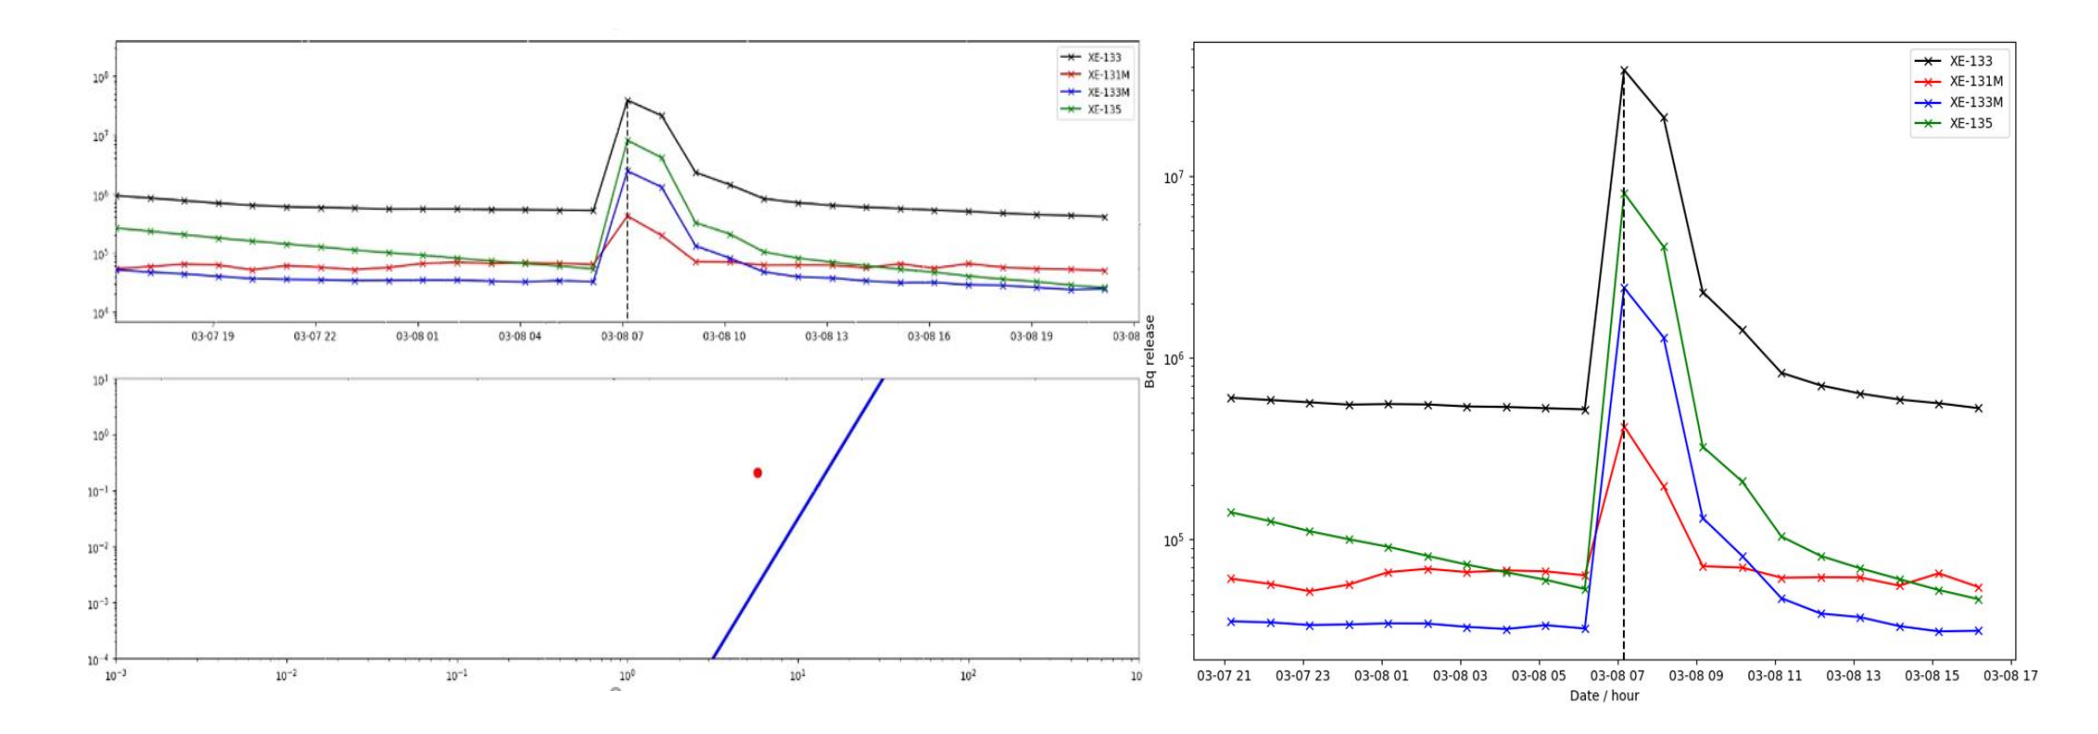 XE-133
XE-131M
XE-133M
XE-135
10⁸
10⁷
10⁶
10⁵
10⁴
03-07 19 03-07 22 03-08 01 03-08 04 03-08 07 03-08 10 03-08 13 03-08 16 03-08 19 03-08
10¹
10⁰
10⁻¹
10⁻²
10⁻³
10⁻⁴
10⁻³ 10⁻² 10⁻¹ 10⁰ 10¹ 10² 10
XE-133
XE-131M
XE-133M
XE-135
Bq release
10⁷
10⁶
10⁵
03-07 21 03-07 23 03-08 01 03-08 03 03-08 05 03-08 07 03-08 09 03-08 11 03-08 13 03-08 15 03-08 17
Date / hour